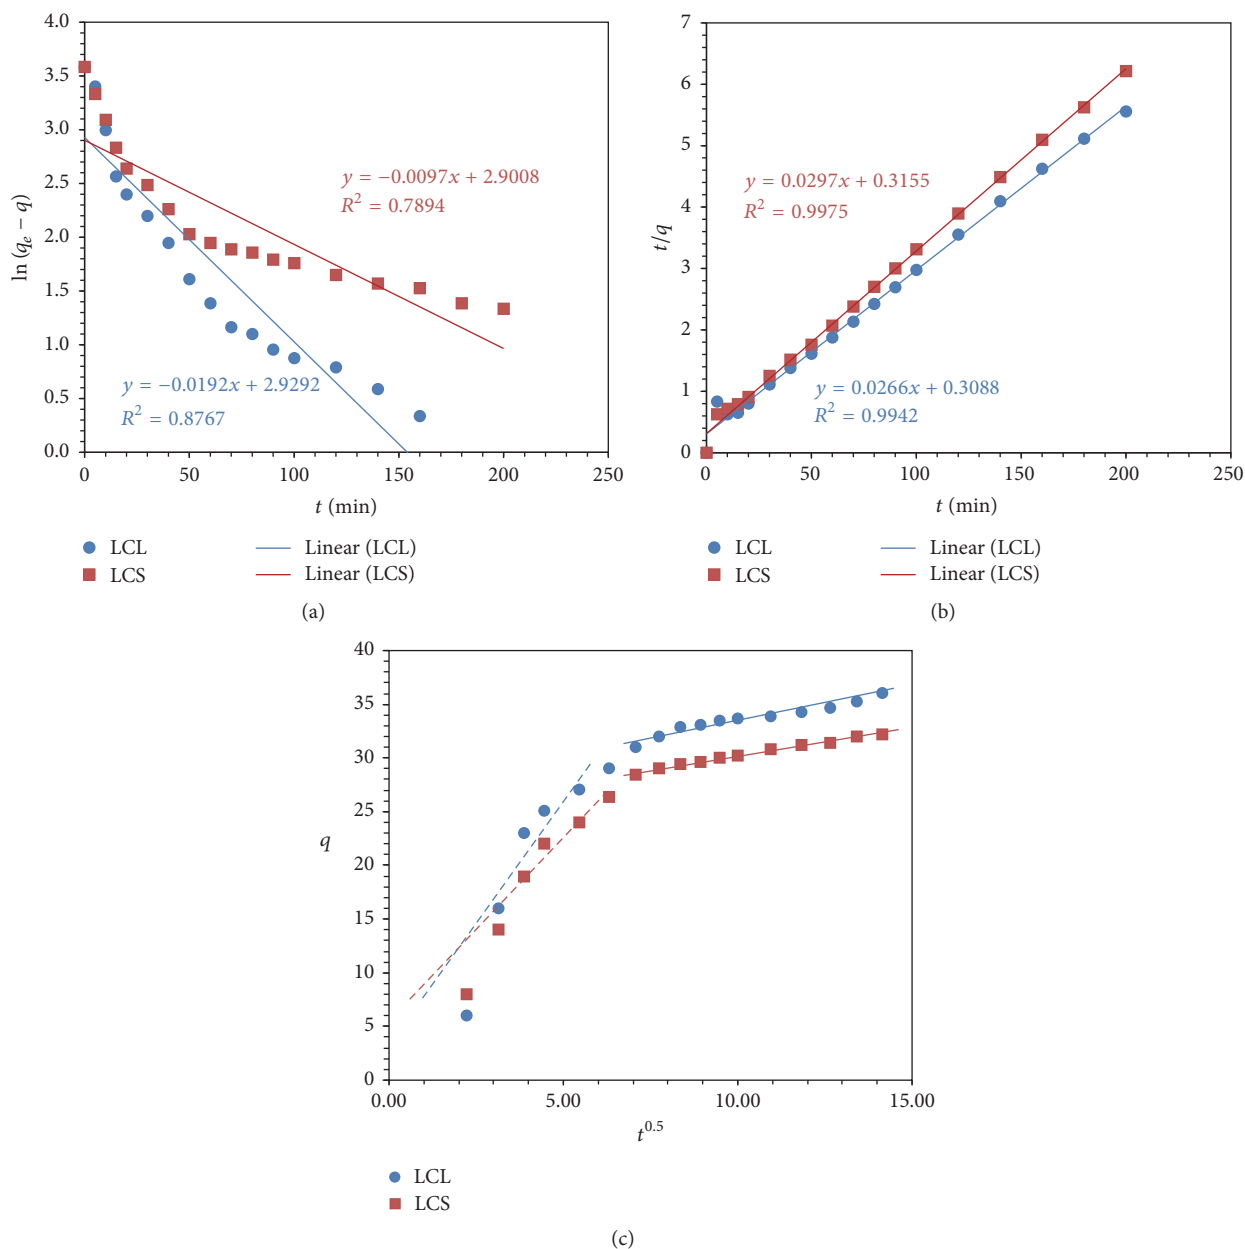 4.0
3.5
3.0
2.5
2.0
1.5
1.0
0.5
0.0
ln (qₑ − q)
y = −0.0097x + 2.9008
R² = 0.7894
y = −0.0192x + 2.9292
R² = 0.8767
0 50 100 150 200 250
t (min)
LCL
LCS
Linear (LCL)
Linear (LCS)
(a)
7
6
5
4
3
2
1
0
t/q
y = 0.0297x + 0.3155
R² = 0.9975
y = 0.0266x + 0.3088
R² = 0.9942
0 50 100 150 200 250
t (min)
LCL
LCS
Linear (LCL)
Linear (LCS)
(b)
40
35
30
25
20
15
10
5
0
q
0.00 5.00 10.00 15.00
t^0.5
LCL
LCS
(c)